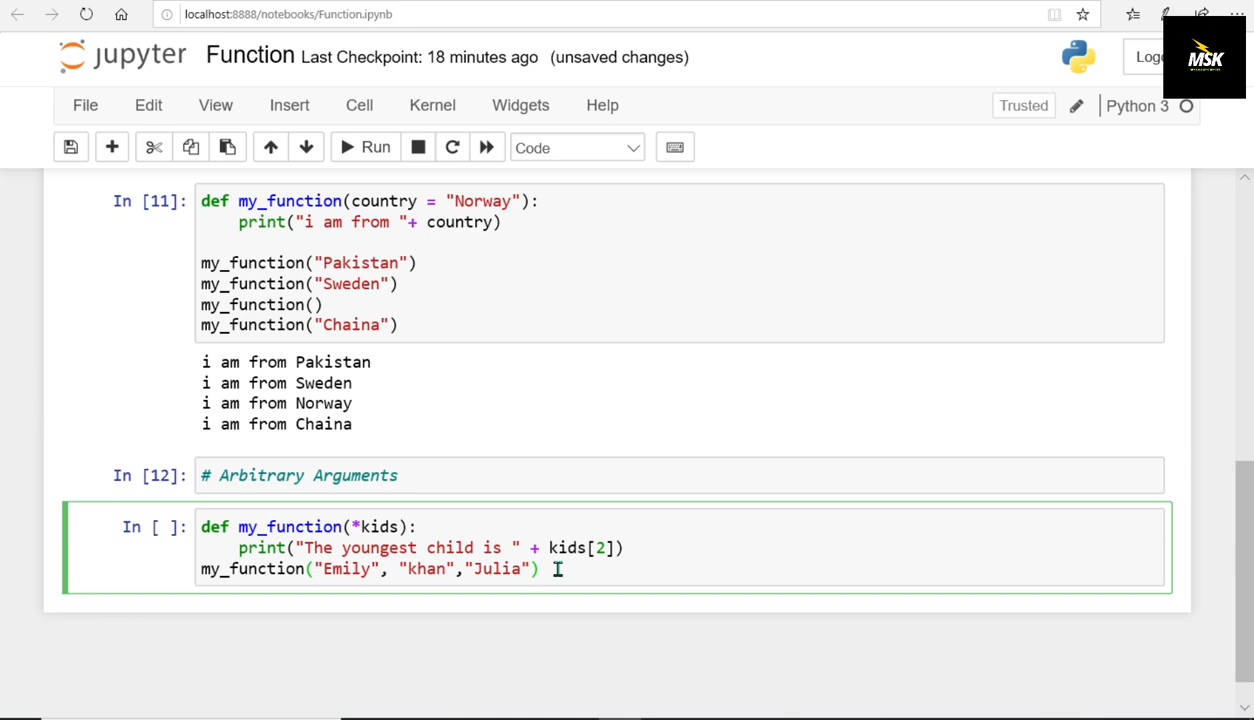 localhost:8888/notebooks/Function.ipynb
jupyter Function Last Checkpoint: 18 minutes ago (unsaved changes)
MSK
File Edit View Insert Cell Kernel Widgets Help Trusted Python 3
Run Code
In [11]: def my_function(country = "Norway"):
print("i am from "+ country)
my_function("Pakistan")
my_function("Sweden")
my_function()
my_function("Chaina")
i am from Pakistan
i am from Sweden
i am from Norway
i am from Chaina
In [12]: # Arbitrary Arguments
In [ ]: def my_function(*kids):
print("The youngest child is " + kids[2])
my_function("Emily", "khan","Julia")